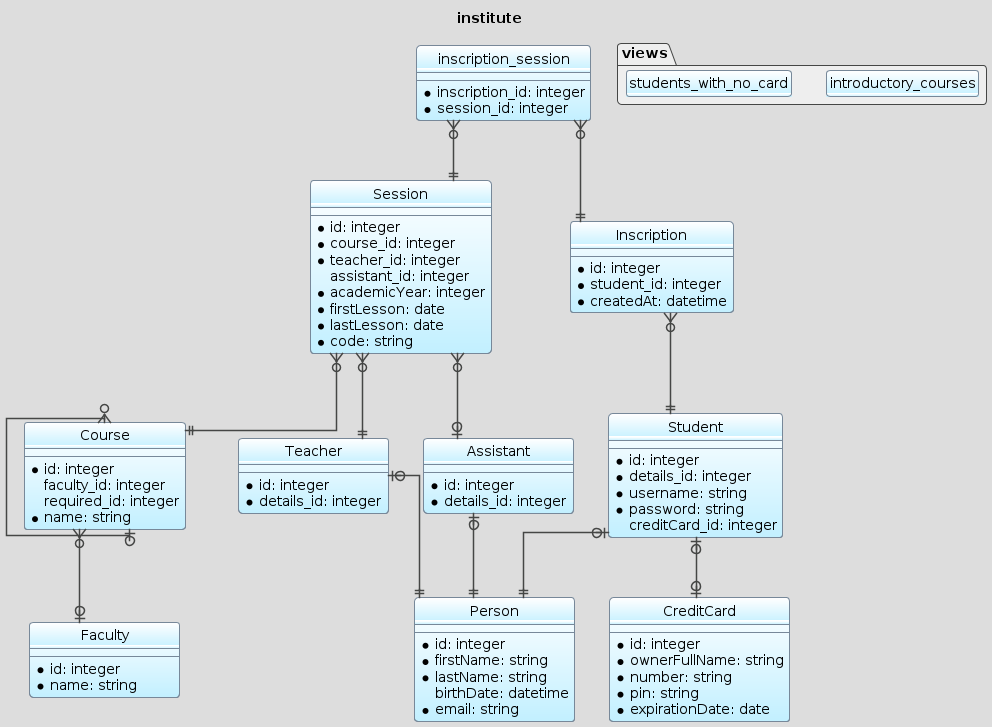 institute
inscription_session
inscription_id: integer
session_id: integer
views
students_with_no_card
introductory_courses
Session
id: integer
course_id: integer
teacher_id: integer
assistant_id: integer
academicYear: integer
firstLesson: date
lastLesson: date
code: string
Inscription
id: integer
student_id: integer
createdAt: datetime
Course
id: integer
faculty_id: integer
required_id: integer
name: string
Teacher
id: integer
details_id: integer
Assistant
id: integer
details_id: integer
Student
id: integer
details_id: integer
username: string
password: string
creditCard_id: integer
Faculty
id: integer
name: string
Person
id: integer
firstName: string
lastName: string
birthDate: datetime
email: string
CreditCard
id: integer
ownerFullName: string
number: string
pin: string
expirationDate: date